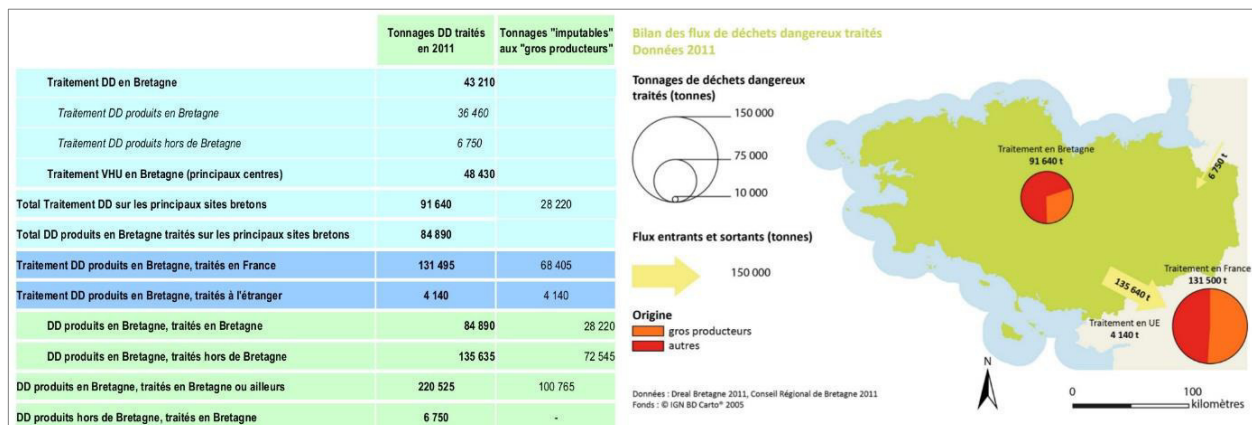 Tonnages DD traités en 2011 Tonnages "imputables" aux "gros producteurs"
Traitement DD en Bretagne 43 210
Traitement DD produits en Bretagne 36 460
Traitement DD produits hors de Bretagne 6 750
Traitement VHU en Bretagne (principaux centres) 48 430
Total Traitement DD sur les principaux sites bretons 91 640 28 220
Total DD produits en Bretagne traités sur les principaux sites bretons 84 890
Traitement DD produits en Bretagne, traités en France 131 495 68 405
Traitement DD produits en Bretagne, traités à l'étranger 4 140 4 140
DD produits en Bretagne, traités en Bretagne 84 890 28 220
DD produits en Bretagne, traités hors de Bretagne 135 635 72 545
DD produits en Bretagne, traités en Bretagne ou ailleurs 220 525 100 765
DD produits hors de Bretagne, traités en Bretagne 6 750 -
Bilan des flux de déchets dangereux traités
Données 2011
Tonnages de déchets dangereux
traités (tonnes)
150 000
75 000
10 000
Flux entrants et sortants (tonnes)
150 000
Origine
gros producteurs
autres
Données : Dreal Bretagne 2011, Conseil Régional de Bretagne 2011
Fonds : © IGN BD Carto® 2005
Traitement en Bretagne
91 640 t
6 750 t
135 640 t
Traitement en France
131 500 t
Traitement en UE
4 140 t
N
0 100
kilomètres